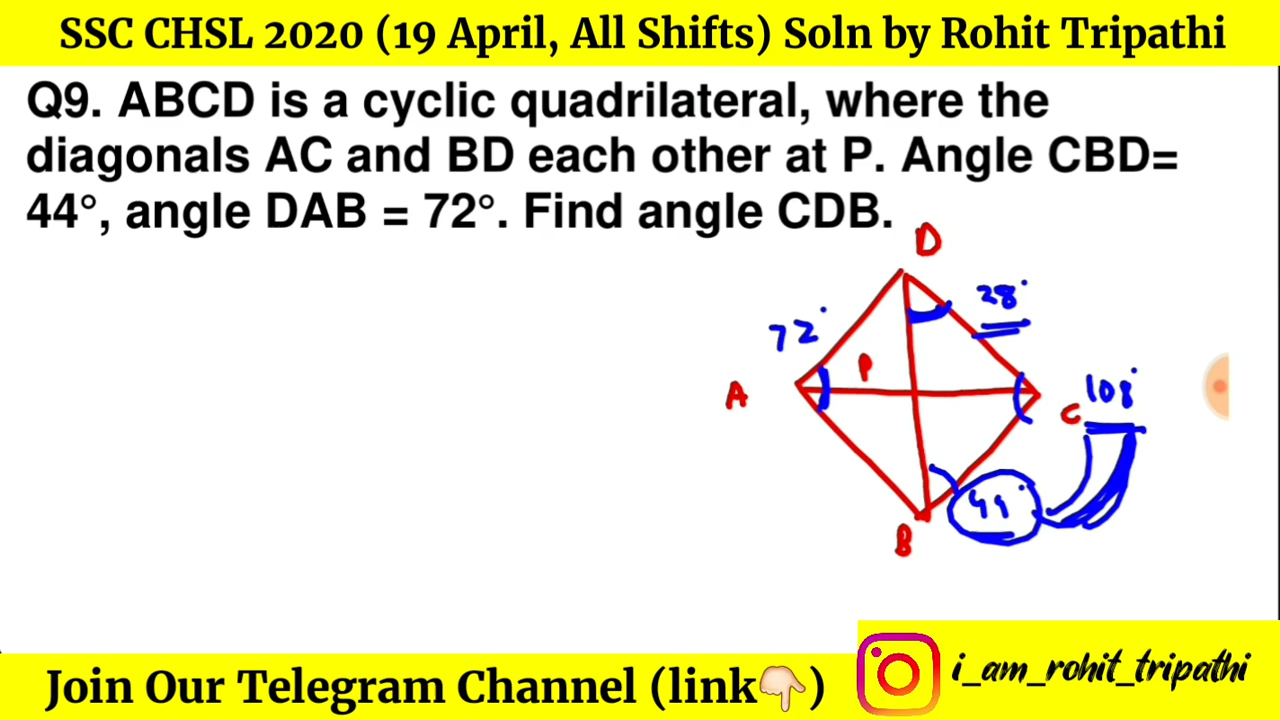 SSC CHSL 2020 (19 April, All Shifts) Soln by Rohit Tripathi
Q9. ABCD is a cyclic quadrilateral, where the
diagonals AC and BD each other at P. Angle CBD=
44°, angle DAB = 72°. Find angle CDB.
D
28°
72°
P
A
C
108°
44°
B
Join Our Telegram Channel (link👇)
i_am_rohit_tripathi